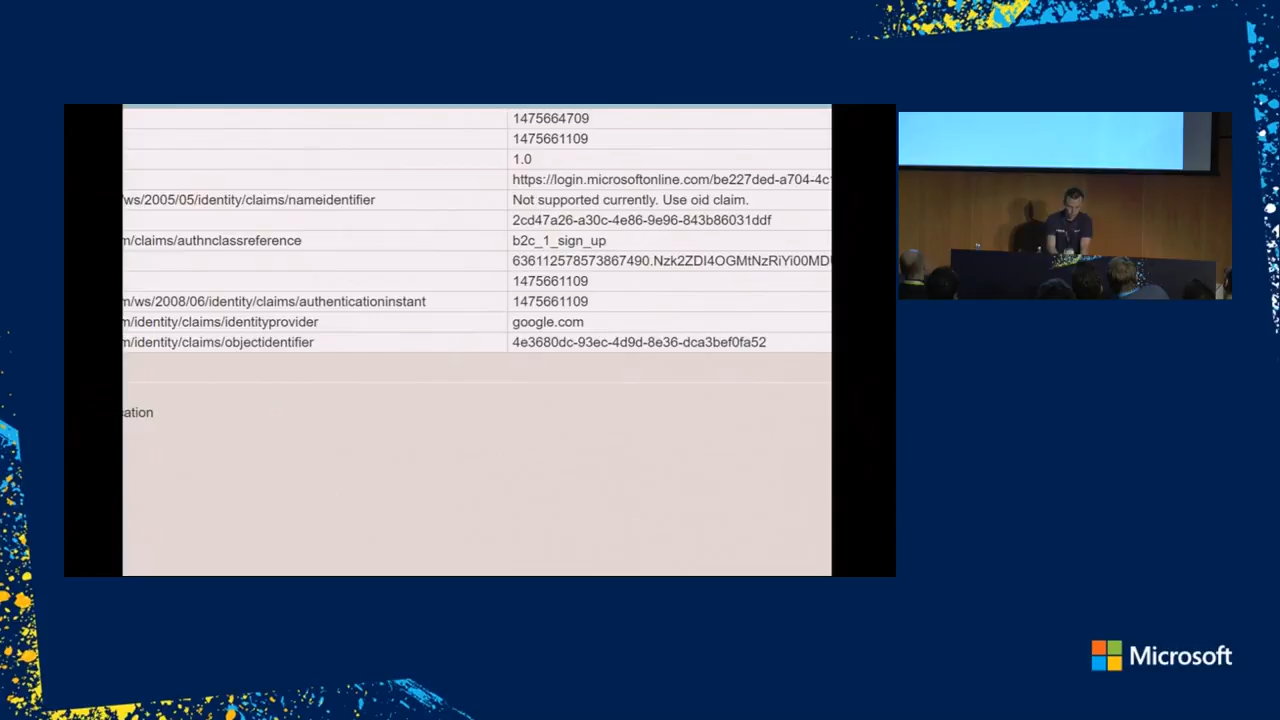 1475664709
1475661109
1.0
https://login.microsoftonline.com/be227ded-a704-4c
ws/2005/05/identity/claims/nameidentifier Not supported currently. Use oid claim.
2cd47a26-a30c-4e86-9e96-843b86031ddf
m/claims/authnclassreference b2c_1_sign_up
636112578573867490.Nzk2ZDI4OGMtNzRiYi00MD
1475661109
m/ws/2008/06/identity/claims/authenticationinstant 1475661109
m/identity/claims/identityprovider google.com
m/identity/claims/objectidentifier 4e3680dc-93ec-4d9d-8e36-dca3bef0fa52
ation
Microsoft